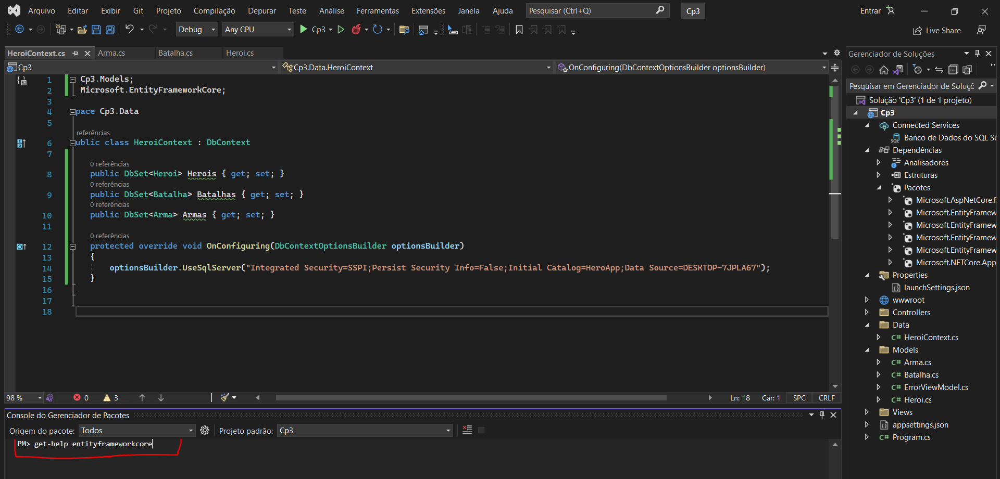 Arquivo Editar Exibir Git Projeto Compilação Depurar Teste Análise Ferramentas Extensões Janela Ajuda Pesquisar (Ctrl+Q) Cp3 Entrar
Debug Any CPU Cp3 Live Share
HeroiContext.cs Arma.cs Batalha.cs Heroi.cs
Cp3 Cp3.Data.HeroiContext OnConfiguring(DbContextOptionsBuilder optionsBuilder)
1 Cp3.Models;
2 Microsoft.EntityFrameworkCore;
3
4 pace Cp3.Data
5
referências
6 ublic class HeroiContext : DbContext
7
0 referências
8 public DbSet<Heroi> Herois { get; set; }
0 referências
9 public DbSet<Batalha> Batalhas { get; set; }
0 referências
10 public DbSet<Arma> Armas { get; set; }
11
0 referências
12 protected override void OnConfiguring(DbContextOptionsBuilder optionsBuilder)
13 {
14 optionsBuilder.UseSqlServer("Integrated Security=SSPI;Persist Security Info=False;Initial Catalog=HeroApp;Data Source=DESKTOP-7JPLA67");
15 }
16
17
18
98 % 0 3 Ln: 18 Car: 1 SPC CRLF
Console do Gerenciador de Pacotes
Origem do pacote: Todos Projeto padrão: Cp3
PM> get-help entityframeworkcore
Gerenciador de Soluções
Pesquisar em Gerenciador de Soluçõ
Solução 'Cp3' (1 de 1 projeto)
Cp3
Connected Services
Banco de Dados do SQL Se
Dependências
Analisadores
Estruturas
Pacotes
Microsoft.AspNetCore.F
Microsoft.EntityFramew
Microsoft.EntityFramew
Microsoft.EntityFramew
Microsoft.EntityFramew
Microsoft.NETCore.App
Properties
launchSettings.json
wwwroot
Controllers
Data
C# HeroiContext.cs
Models
C# Arma.cs
C# Batalha.cs
C# ErrorViewModel.cs
C# Heroi.cs
Views
appsettings.json
C# Program.cs